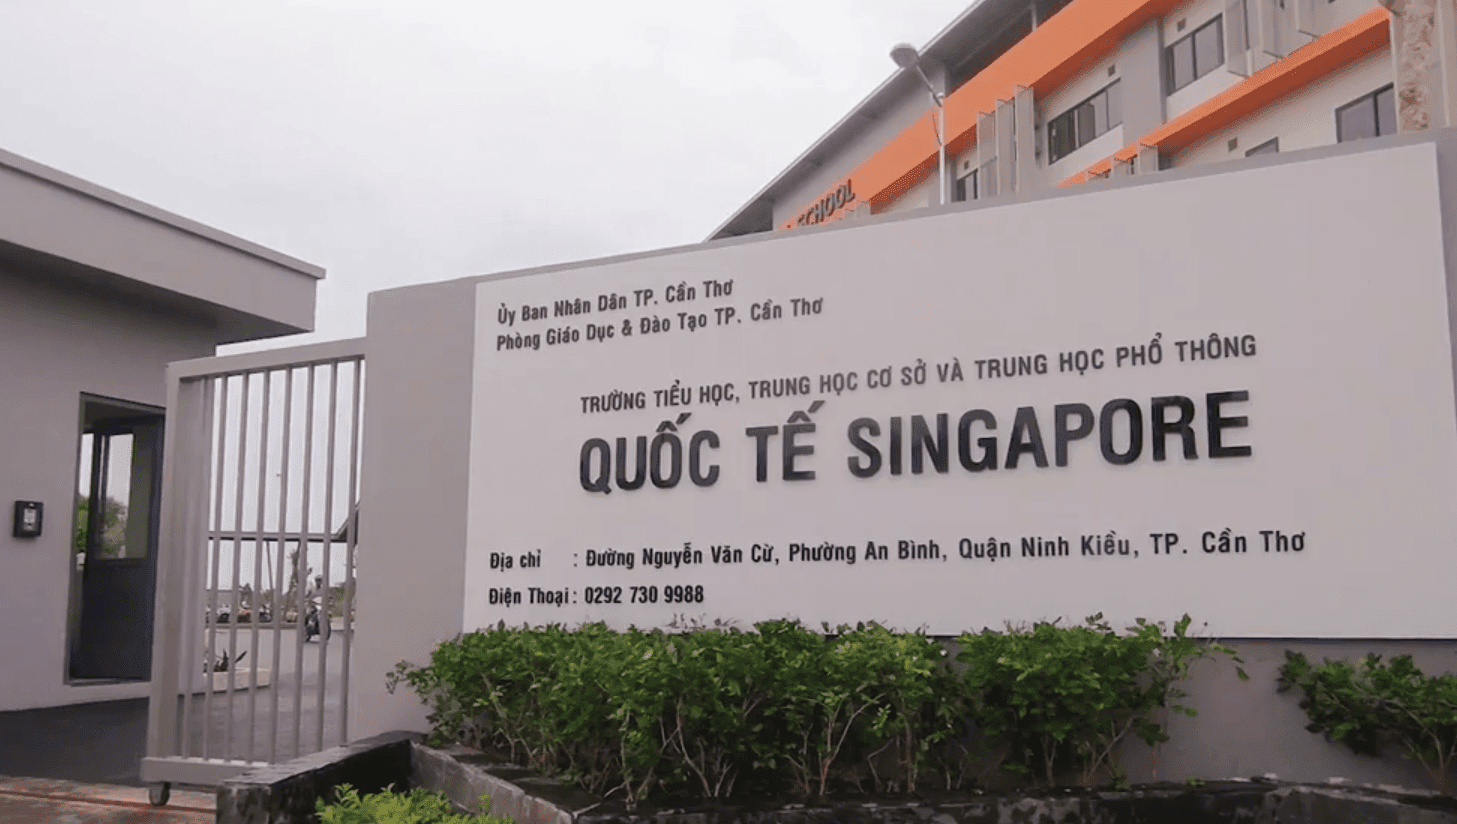 SCHOOL
Ủy Ban Nhân Dân TP. Cần Thơ
Phòng Giáo Dục & Đào Tạo TP. Cần Thơ
TRƯỜNG TIỂU HỌC, TRUNG HỌC CƠ SỞ VÀ TRUNG HỌC PHỔ THÔNG
QUỐC TẾ SINGAPORE
Địa chỉ : Đường Nguyễn Văn Cừ, Phường An Bình, Quận Ninh Kiều, TP. Cần Thơ
Điện Thoại : 0292 730 9988